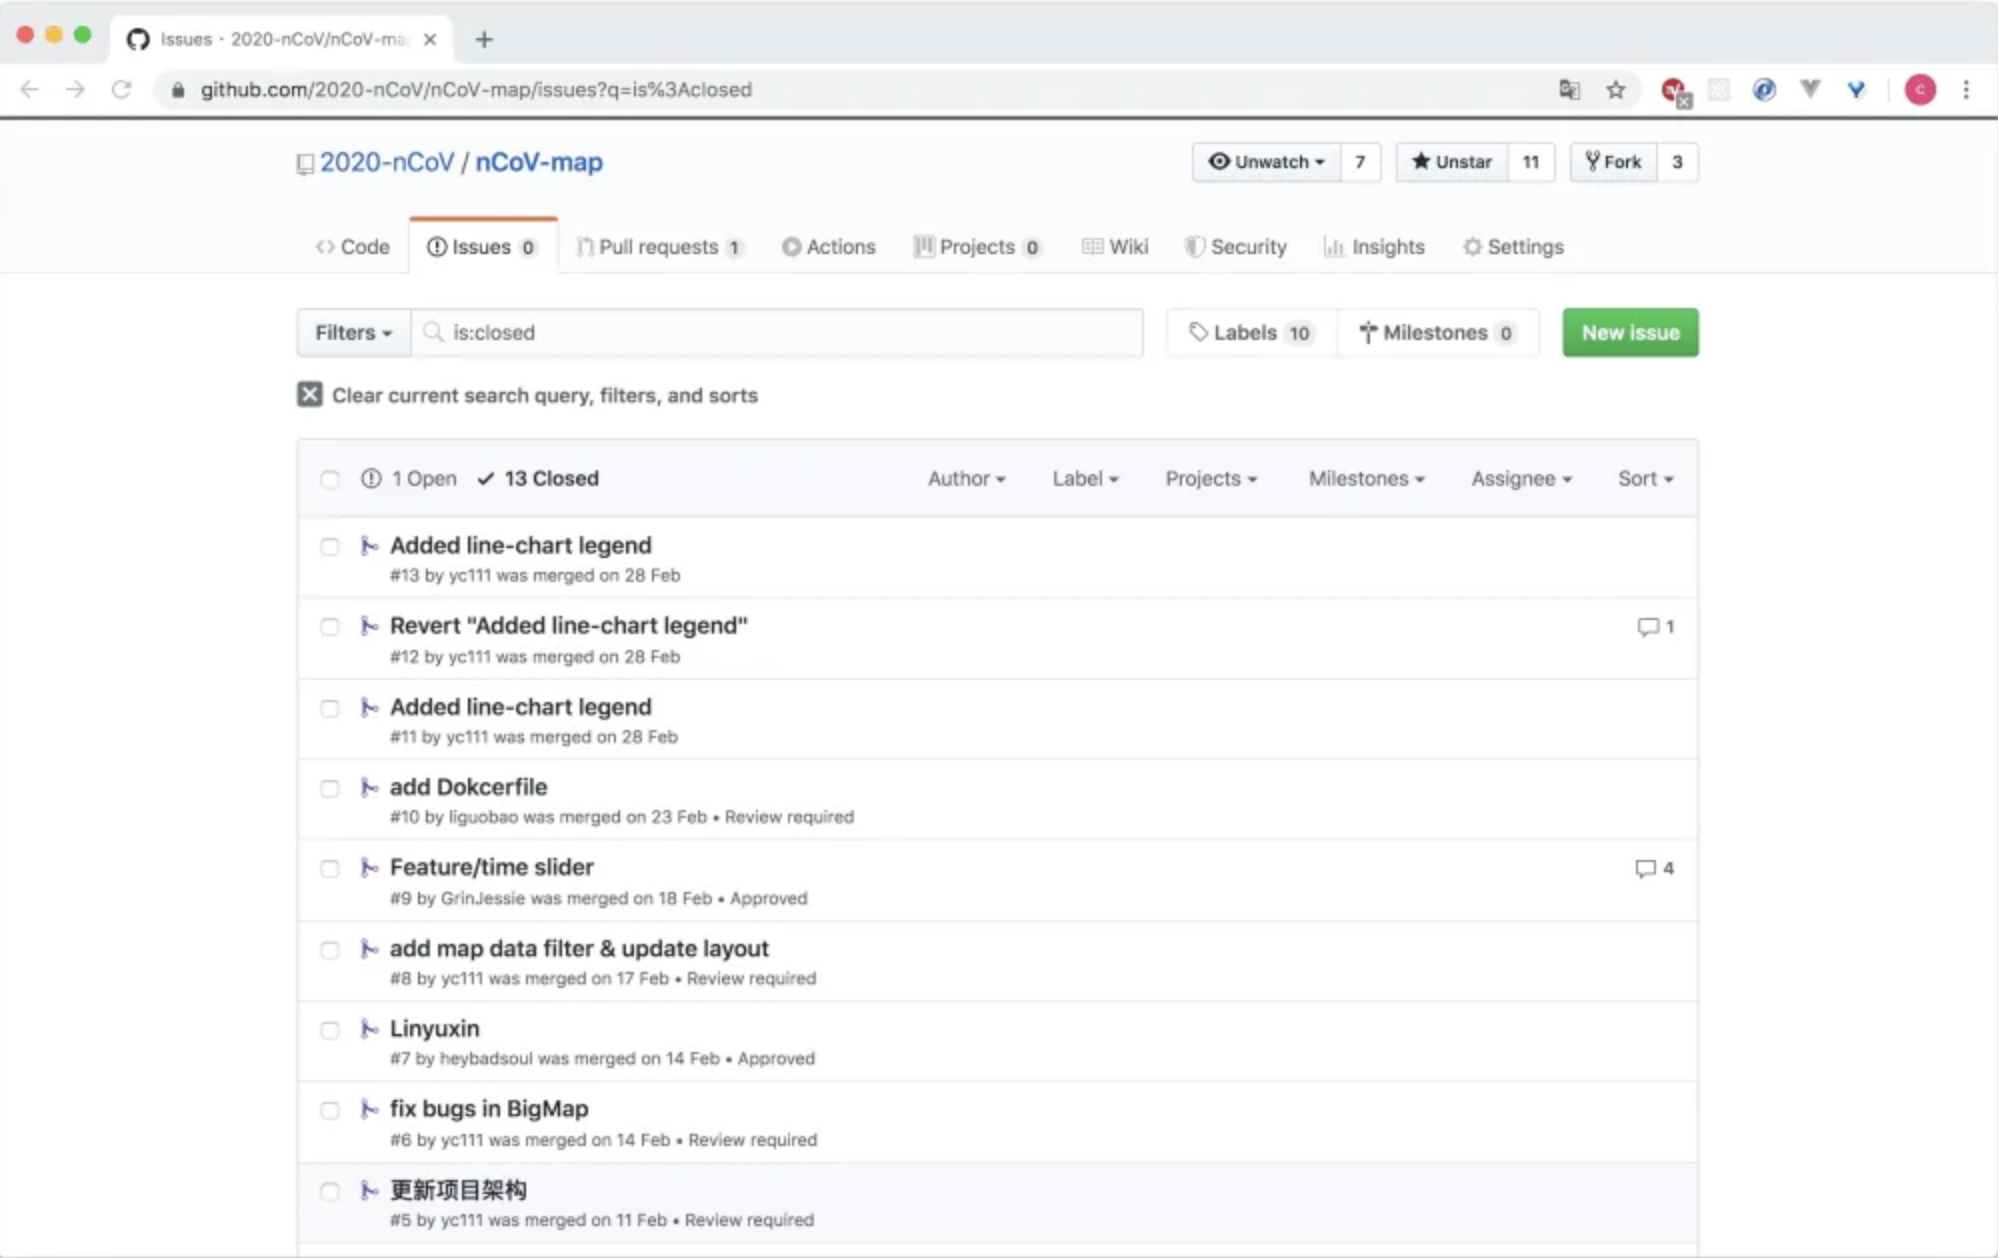 Issues · 2020-nCoV/nCoV-ma
github.com/2020-nCoV/nCoV-map/issues?q=is%3Aclosed
C
2020-nCoV / nCoV-map
Unwatch 7
Unstar 11
Fork 3
Code
Issues 0
Pull requests 1
Actions
Projects 0
Wiki
Security
Insights
Settings
Filters
is:closed
Labels 10
Milestones 0
New issue
Clear current search query, filters, and sorts
1 Open
13 Closed
Author
Label
Projects
Milestones
Assignee
Sort
Added line-chart legend
#13 by yc111 was merged on 28 Feb
Revert "Added line-chart legend"
1
#12 by yc111 was merged on 28 Feb
Added line-chart legend
#11 by yc111 was merged on 28 Feb
add Dokcerfile
#10 by liguobao was merged on 23 Feb • Review required
Feature/time slider
4
#9 by GrinJessie was merged on 18 Feb • Approved
add map data filter & update layout
#8 by yc111 was merged on 17 Feb • Review required
Linyuxin
#7 by heybadsoul was merged on 14 Feb • Approved
fix bugs in BigMap
#6 by yc111 was merged on 14 Feb • Review required
更新项目架构
#5 by yc111 was merged on 11 Feb • Review required